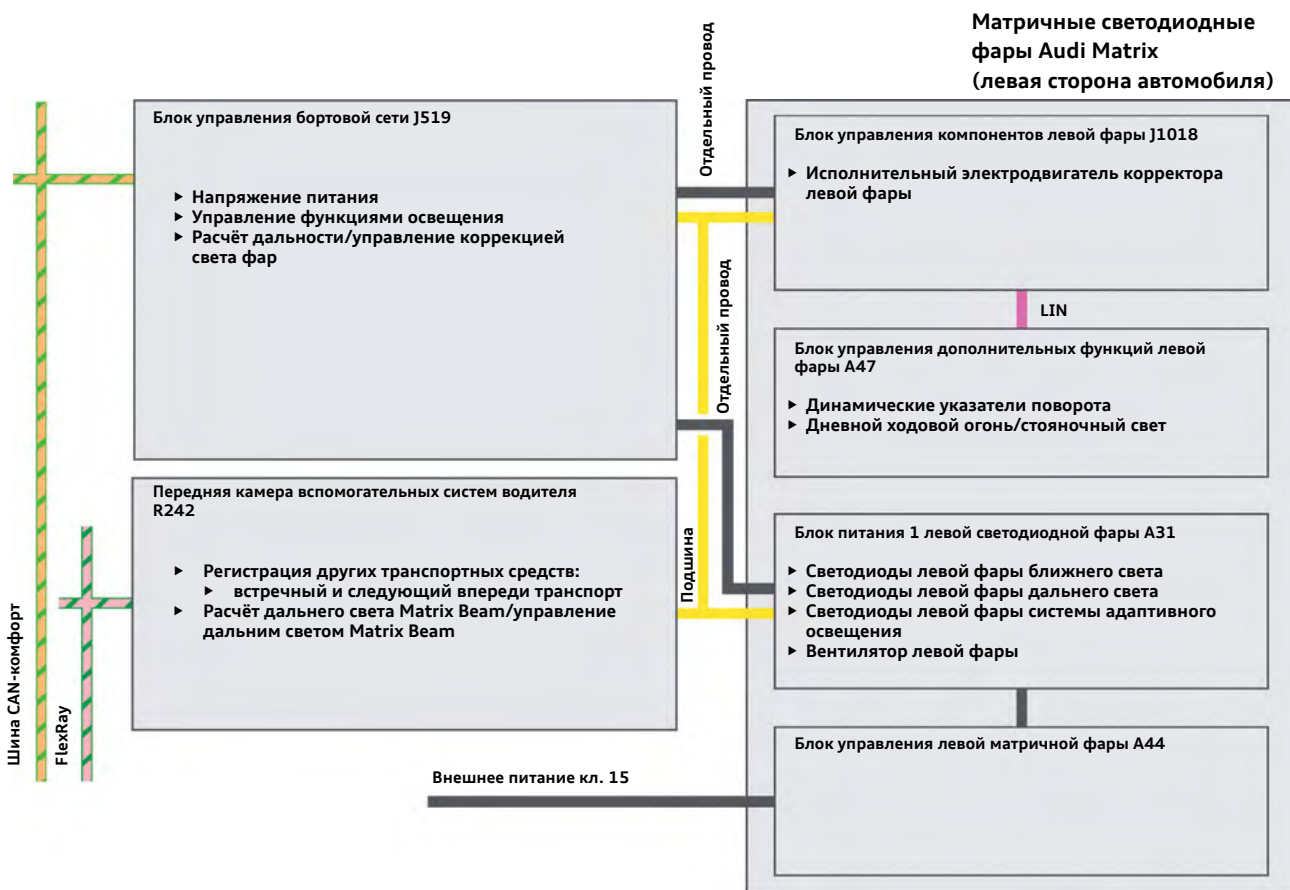 Матричные светодиодные
фары Audi Matrix
(левая сторона автомобиля)
Отдельный провод
Блок управления бортовой сети J519
▶ Напряжение питания
▶ Управление функциями освещения
▶ Расчёт дальности/управление коррекцией
света фар
Блок управления компонентов левой фары J1018
▶ Исполнительный электродвигатель корректора
левой фары
LIN
Отдельный провод
Блок управления дополнительных функций левой
фары A47
▶ Динамические указатели поворота
▶ Дневной ходовой огонь/стояночный свет
Передняя камера вспомогательных систем водителя
R242
▶ Регистрация других транспортных средств:
▶ встречный и следующий впереди транспорт
▶ Расчёт дальнего света Matrix Beam/управление
дальним светом Matrix Beam
Подшина
Блок питания 1 левой светодиодной фары A31
▶ Светодиоды левой фары ближнего света
▶ Светодиоды левой фары дальнего света
▶ Светодиоды левой фары системы адаптивного
освещения
▶ Вентилятор левой фары
Шина CAN-комфорт
FlexRay
Блок управления левой матричной фары A44
Внешнее питание кл. 15